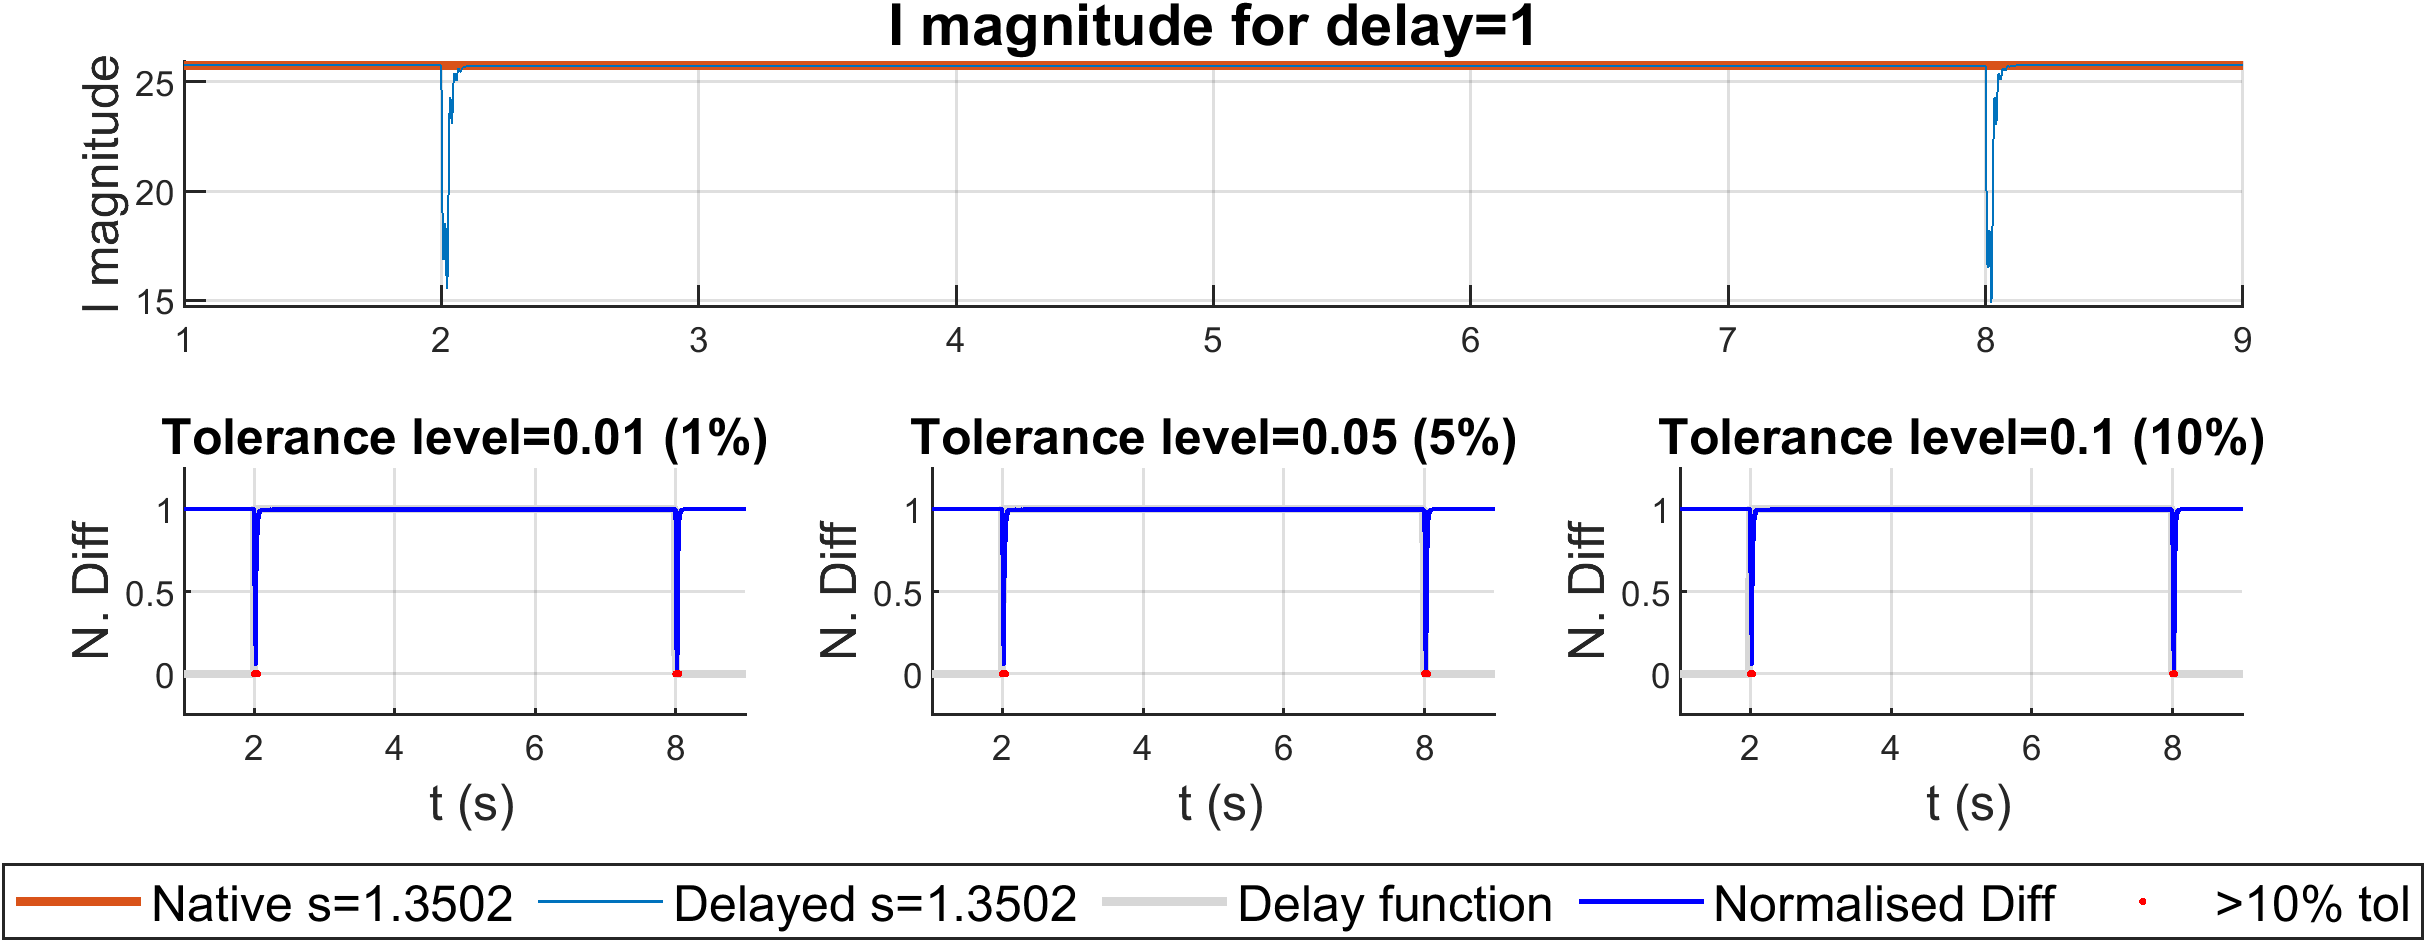 I magnitude for delay=1
I magnitude
25
20
15
1 2 3 4 5 6 7 8 9
Tolerance level=0.01 (1%)
N. Diff
1
0.5
0
2 4 6 8
t (s)
Tolerance level=0.05 (5%)
N. Diff
1
0.5
0
2 4 6 8
t (s)
Tolerance level=0.1 (10%)
N. Diff
1
0.5
0
2 4 6 8
t (s)
Native s=1.3502 Delayed s=1.3502 Delay function Normalised Diff >10% tol